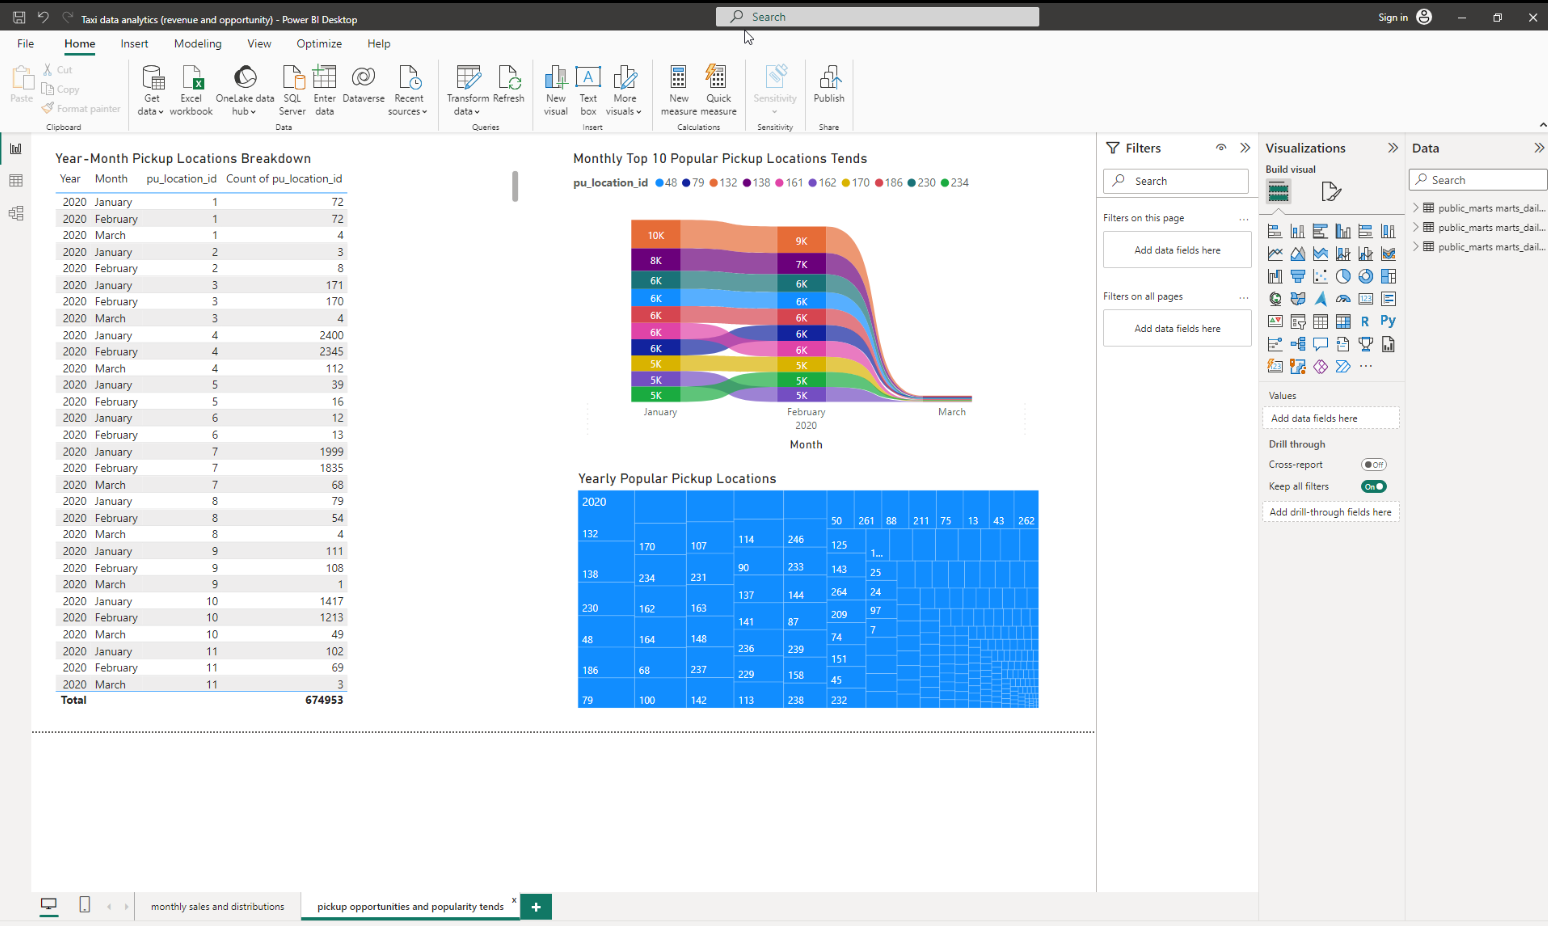 Taxi data analytics (revenue and opportunity) - Power BI Desktop
Search
Sign in
File Home Insert Modeling View Optimize Help
Paste
Cut
Copy
Format painter
Clipboard
Get data
Excel workbook
OneLake data hub
SQL Server
Enter data
Dataverse
Recent sources
Data
Transform data
Refresh
Queries
New visual
Text box
More visuals
Insert
New measure
Quick measure
Calculations
Sensitivity
Sensitivity
Publish
Share
Year-Month Pickup Locations Breakdown
Year Month pu_location_id Count of pu_location_id
2020 January 1 72
2020 February 1 72
2020 March 1 4
2020 January 2 3
2020 February 2 8
2020 January 3 171
2020 February 3 170
2020 March 3 4
2020 January 4 2400
2020 February 4 2345
2020 March 4 112
2020 January 5 39
2020 February 5 16
2020 January 6 12
2020 February 6 13
2020 January 7 1999
2020 February 7 1835
2020 March 7 68
2020 January 8 79
2020 February 8 54
2020 March 8 4
2020 January 9 111
2020 February 9 108
2020 March 9 1
2020 January 10 1417
2020 February 10 1213
2020 March 10 49
2020 January 11 102
2020 February 11 69
2020 March 11 3
Total 674953
Monthly Top 10 Popular Pickup Locations Tends
pu_location_id 48 79 132 138 161 162 170 186 230 234
10K 9K
8K 7K
6K 6K
6K 6K
6K 6K
6K 6K
6K 6K
5K 5K
5K 5K
5K 5K
January February March
2020
Month
Yearly Popular Pickup Locations
2020
132
138
230
48
186
79
170
234
162
164
68
100
107
231
163
148
237
142
114
90
137
141
236
229
113
246
233
144
87
239
158
238
50 261 88 211 75 13 43 262
125
143
264
209
74
151
45
232
1...
25
24
97
7
Filters
Search
Filters on this page ...
Add data fields here
Filters on all pages ...
Add data fields here
Visualizations
Build visual
123
R Py
123
...
Values
Add data fields here
Drill through
Cross-report Off
Keep all filters On
Add drill-through fields here
Data
Search
public_marts marts_dail...
public_marts marts_dail...
public_marts marts_dail...
monthly sales and distributions
pickup opportunities and popularity tends
x
+